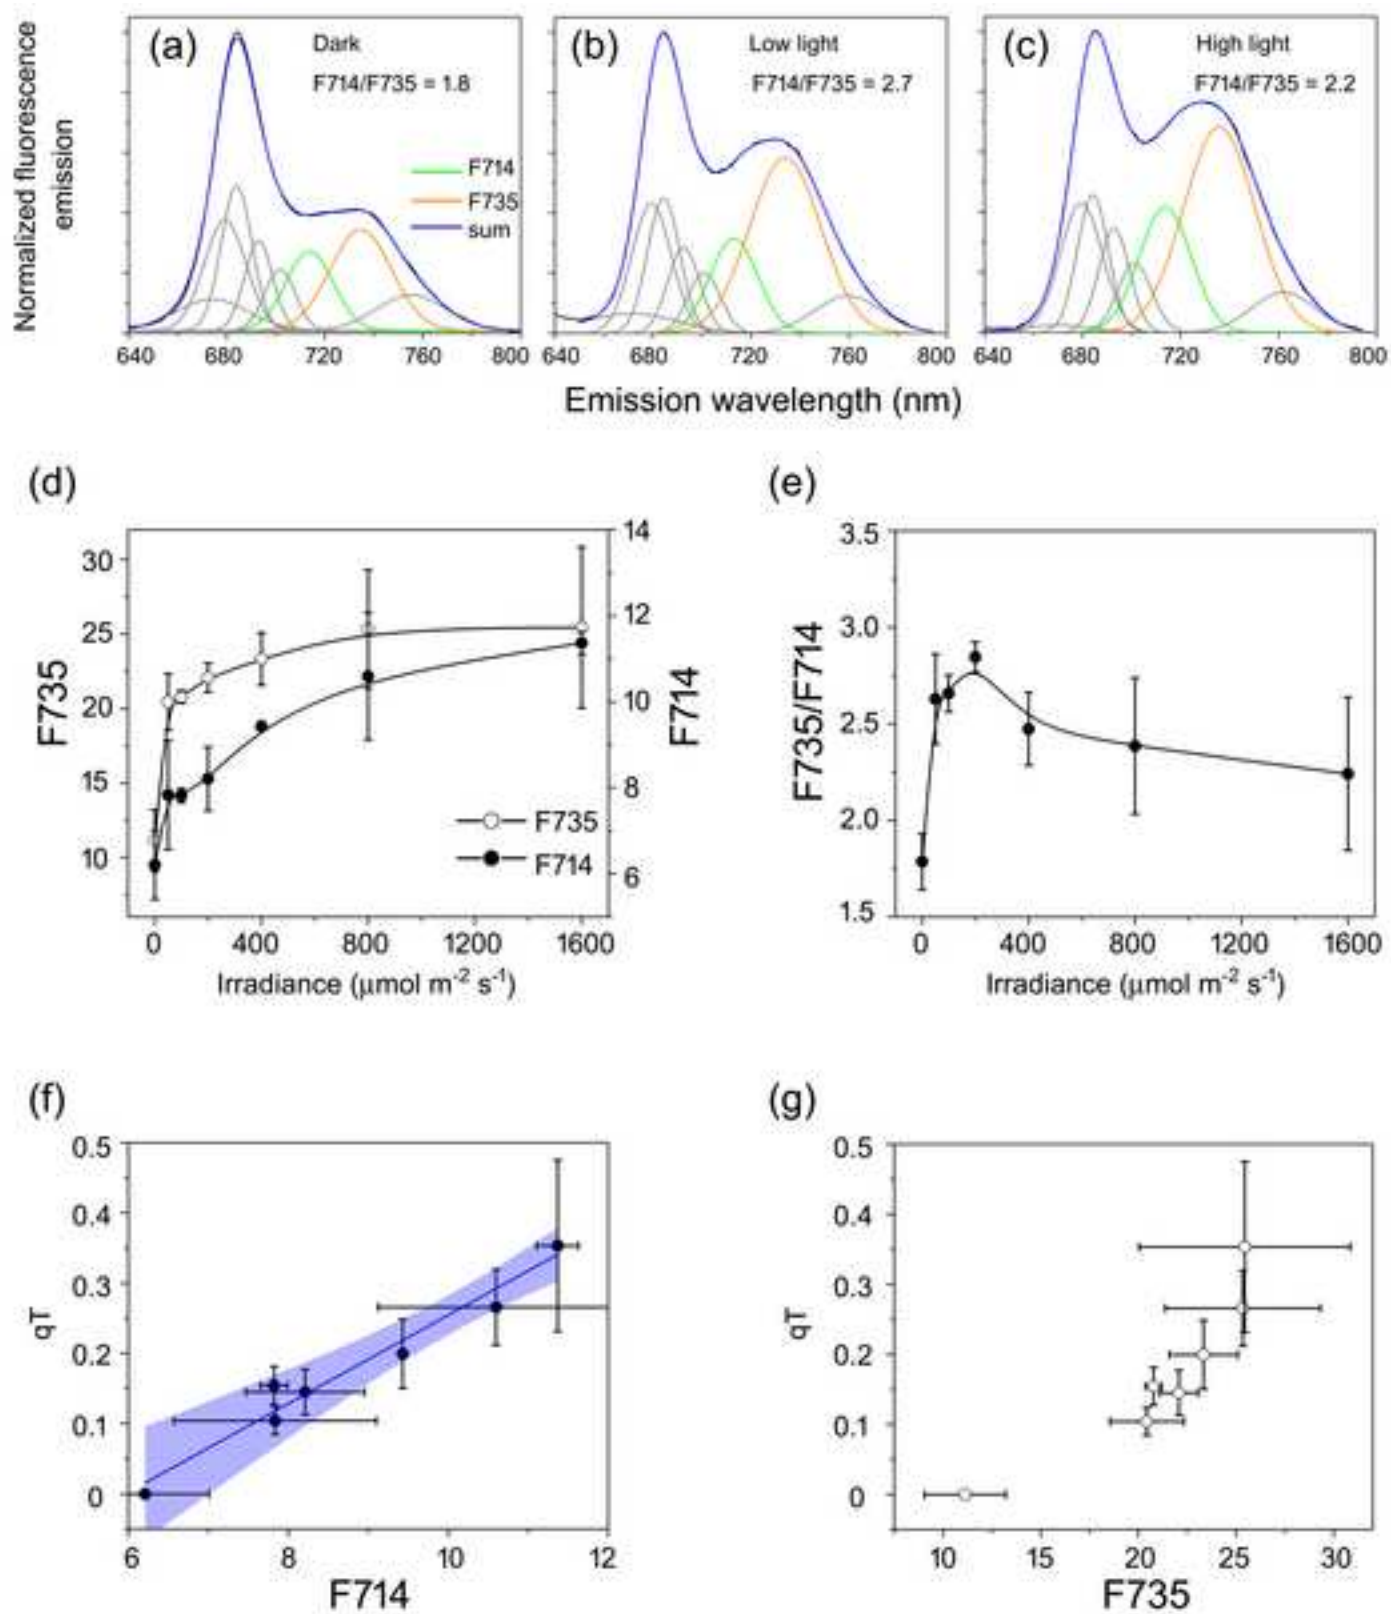 Normalized fluorescence
emission
(a)
Dark
F714/F735 = 1.8
F714
F735
sum
640 680 720 760 800
(b)
Low light
F714/F735 = 2.7
640 680 720 760 800
(c)
High light
F714/F735 = 2.2
640 680 720 760 800
Emission wavelength (nm)
(d)
F735
30
25
20
15
10
14
12
10
8
6
F714
F735
F714
0 400 800 1200 1600
Irradiance (μmol m⁻² s⁻¹)
(e)
F735/F714
3.5
3.0
2.5
2.0
1.5
0 400 800 1200 1600
Irradiance (μmol m⁻² s⁻¹)
(f)
qT
0.5
0.4
0.3
0.2
0.1
0
6 8 10 12
F714
(g)
qT
0.5
0.4
0.3
0.2
0.1
0
10 15 20 25 30
F735